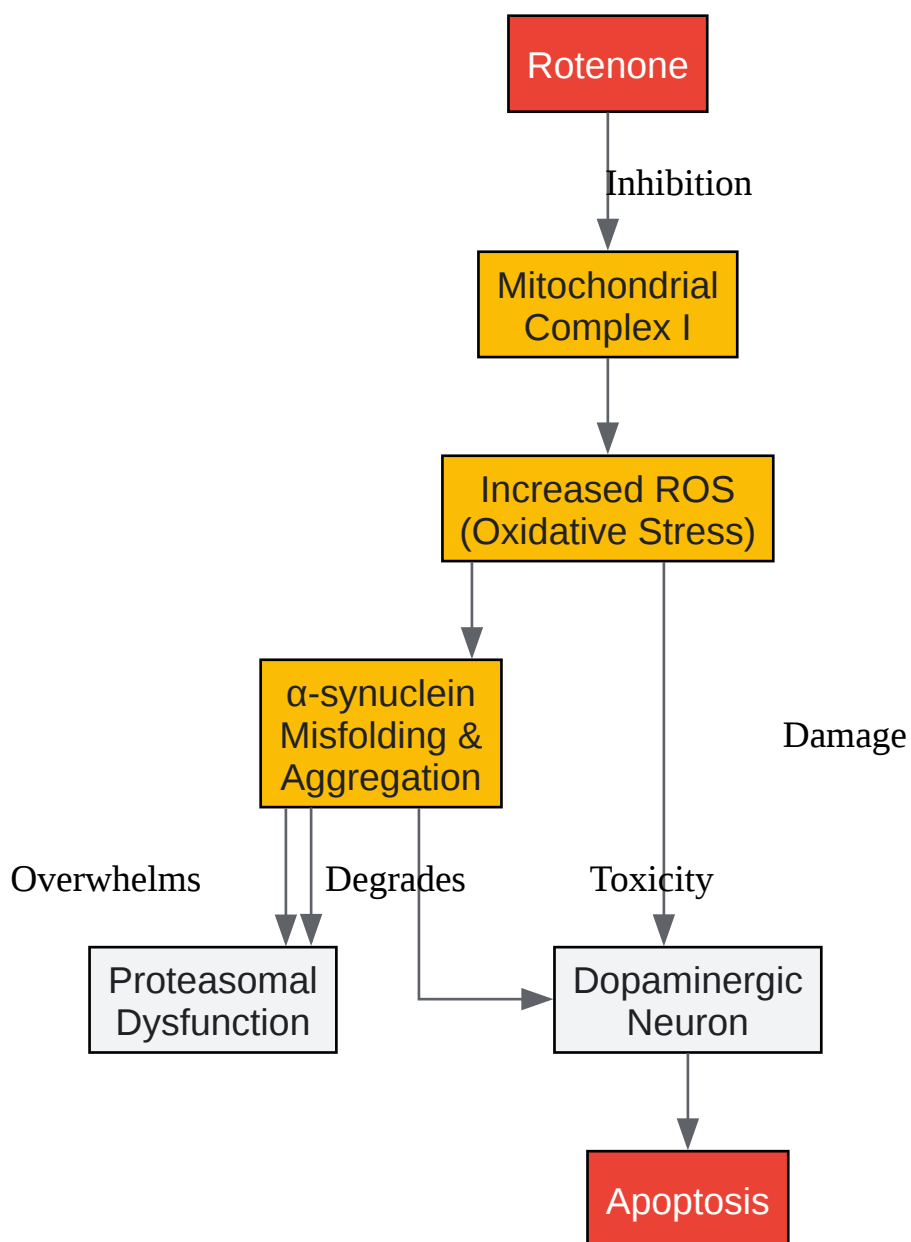 Rotenone
Inhibition
Mitochondrial
Complex I
Increased ROS
(Oxidative Stress)
α-synuclein
Misfolding &
Aggregation
Damage
Overwhelms
Degrades
Toxicity
Proteasomal
Dysfunction
Dopaminergic
Neuron
Apoptosis